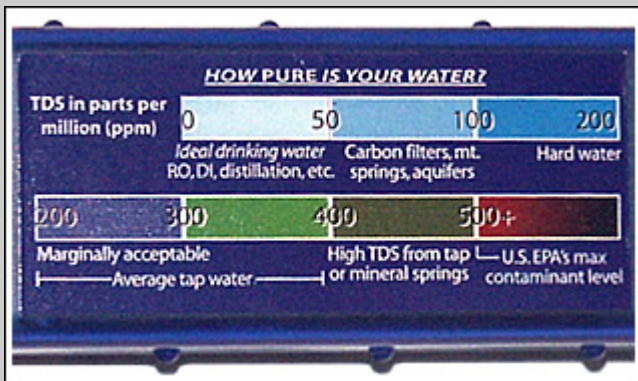 HOW PURE IS YOUR WATER?
TDS in parts per
million (ppm)
0 50 100 200
Ideal drinking water
RO, DI, distillation, etc.
Carbon filters, mt.
springs, aquifers
Hard water
200 300 400 500+
Marginally acceptable
Average tap water
High TDS from tap
or mineral springs
U.S. EPA's max
contaminant level